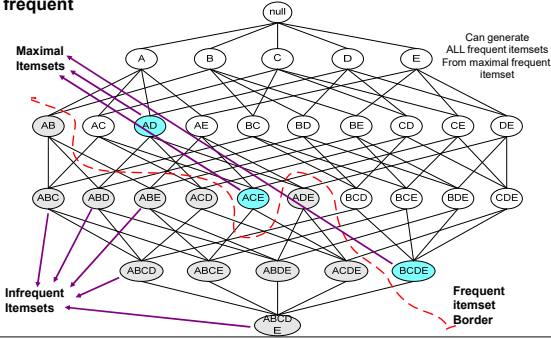 frequent
null
Can generate
ALL frequent itemsets
From maximal frequent
itemset
Maximal
Itemsets
A B C D E
AB AC AD AE BC BD BE CD CE DE
ABC ABD ABE ACD ACE ADE BCD BCE BDE CDE
ABCD ABCE ABDE ACDE BCDE
Infrequent
Itemsets
Frequent
itemset
Border
ABCD
E